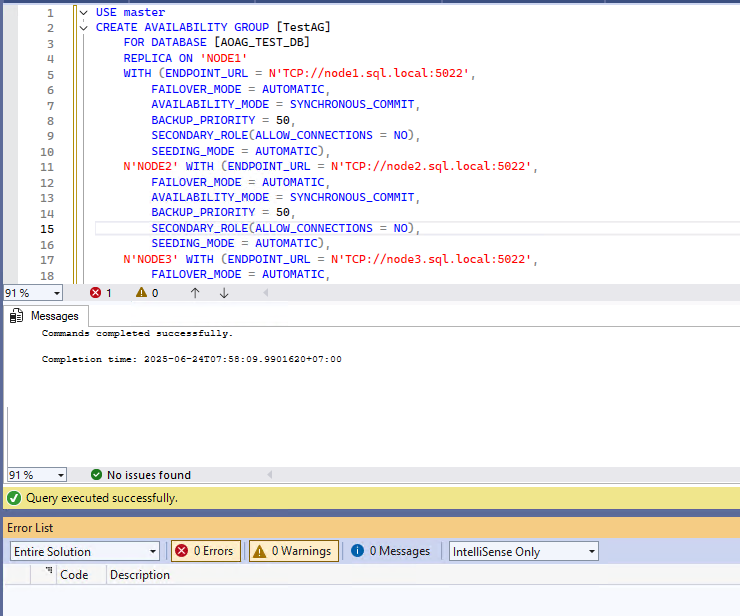 1 USE master
2 CREATE AVAILABILITY GROUP [TestAG]
3 FOR DATABASE [AOAG_TEST_DB]
4 REPLICA ON 'NODE1'
5 WITH (ENDPOINT_URL = N'TCP://node1.sql.local:5022',
6 FAILOVER_MODE = AUTOMATIC,
7 AVAILABILITY_MODE = SYNCHRONOUS_COMMIT,
8 BACKUP_PRIORITY = 50,
9 SECONDARY_ROLE(ALLOW_CONNECTIONS = NO),
10 SEEDING_MODE = AUTOMATIC),
11 N'NODE2' WITH (ENDPOINT_URL = N'TCP://node2.sql.local:5022',
12 FAILOVER_MODE = AUTOMATIC,
13 AVAILABILITY_MODE = SYNCHRONOUS_COMMIT,
14 BACKUP_PRIORITY = 50,
15 SECONDARY_ROLE(ALLOW_CONNECTIONS = NO),
16 SEEDING_MODE = AUTOMATIC),
17 N'NODE3' WITH (ENDPOINT_URL = N'TCP://node3.sql.local:5022',
18 FAILOVER_MODE = AUTOMATIC,
91 % 1 0
Messages
Commands completed successfully.
Completion time: 2025-06-24T07:58:09.9901620+07:00
91 % No issues found
Query executed successfully.
Error List
Entire Solution 0 Errors 0 Warnings 0 Messages IntelliSense Only
Code Description